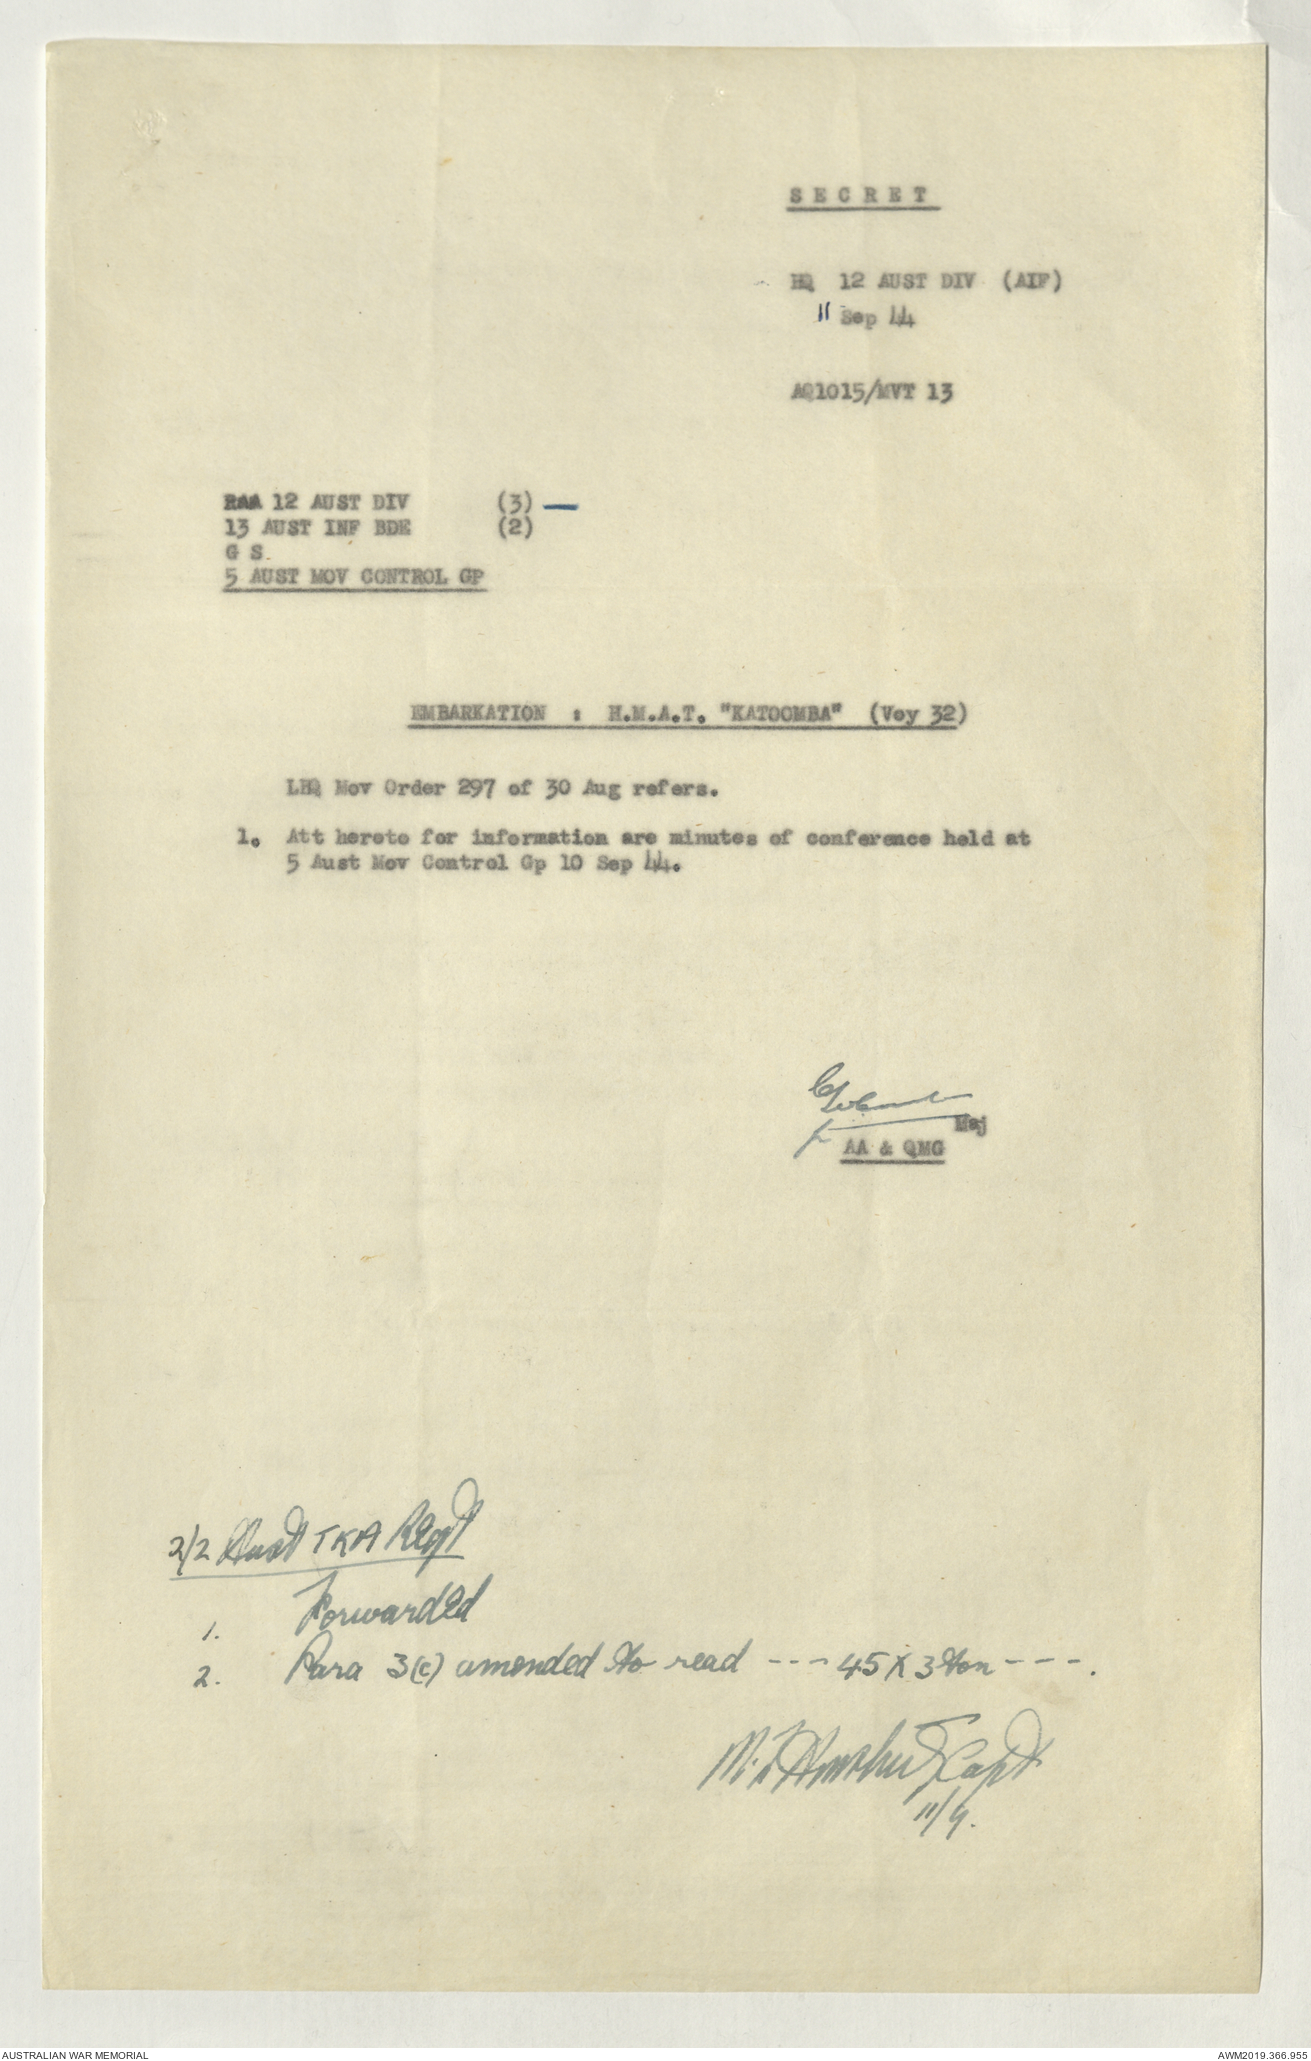 SECRET
HQ 12 AUST DIV (AIF)
11 Sep 44
AQ1015/MVT 13
RAA 12 AUST DIV (3) —
13 AUST INF BDE (2)
G S
5 AUST MOV CONTROL GP
EMBARKATION : H.M.A.T. "KATOOMBA" (Voy 32)
LHQ Mov Order 297 of 30 Aug refers.
1. Att hereto for information are minutes of conference held at
5 Aust Mov Control Gp 10 Sep 44.
Maj
AA & QMG
2/2 Aust TKA Regt
1. Forwarded
2. Para 3(c) amended to read --- 45 X 3 ton ---.
Capt
11/9.
AUSTRALIAN WAR MEMORIAL
AWM2019.366.955